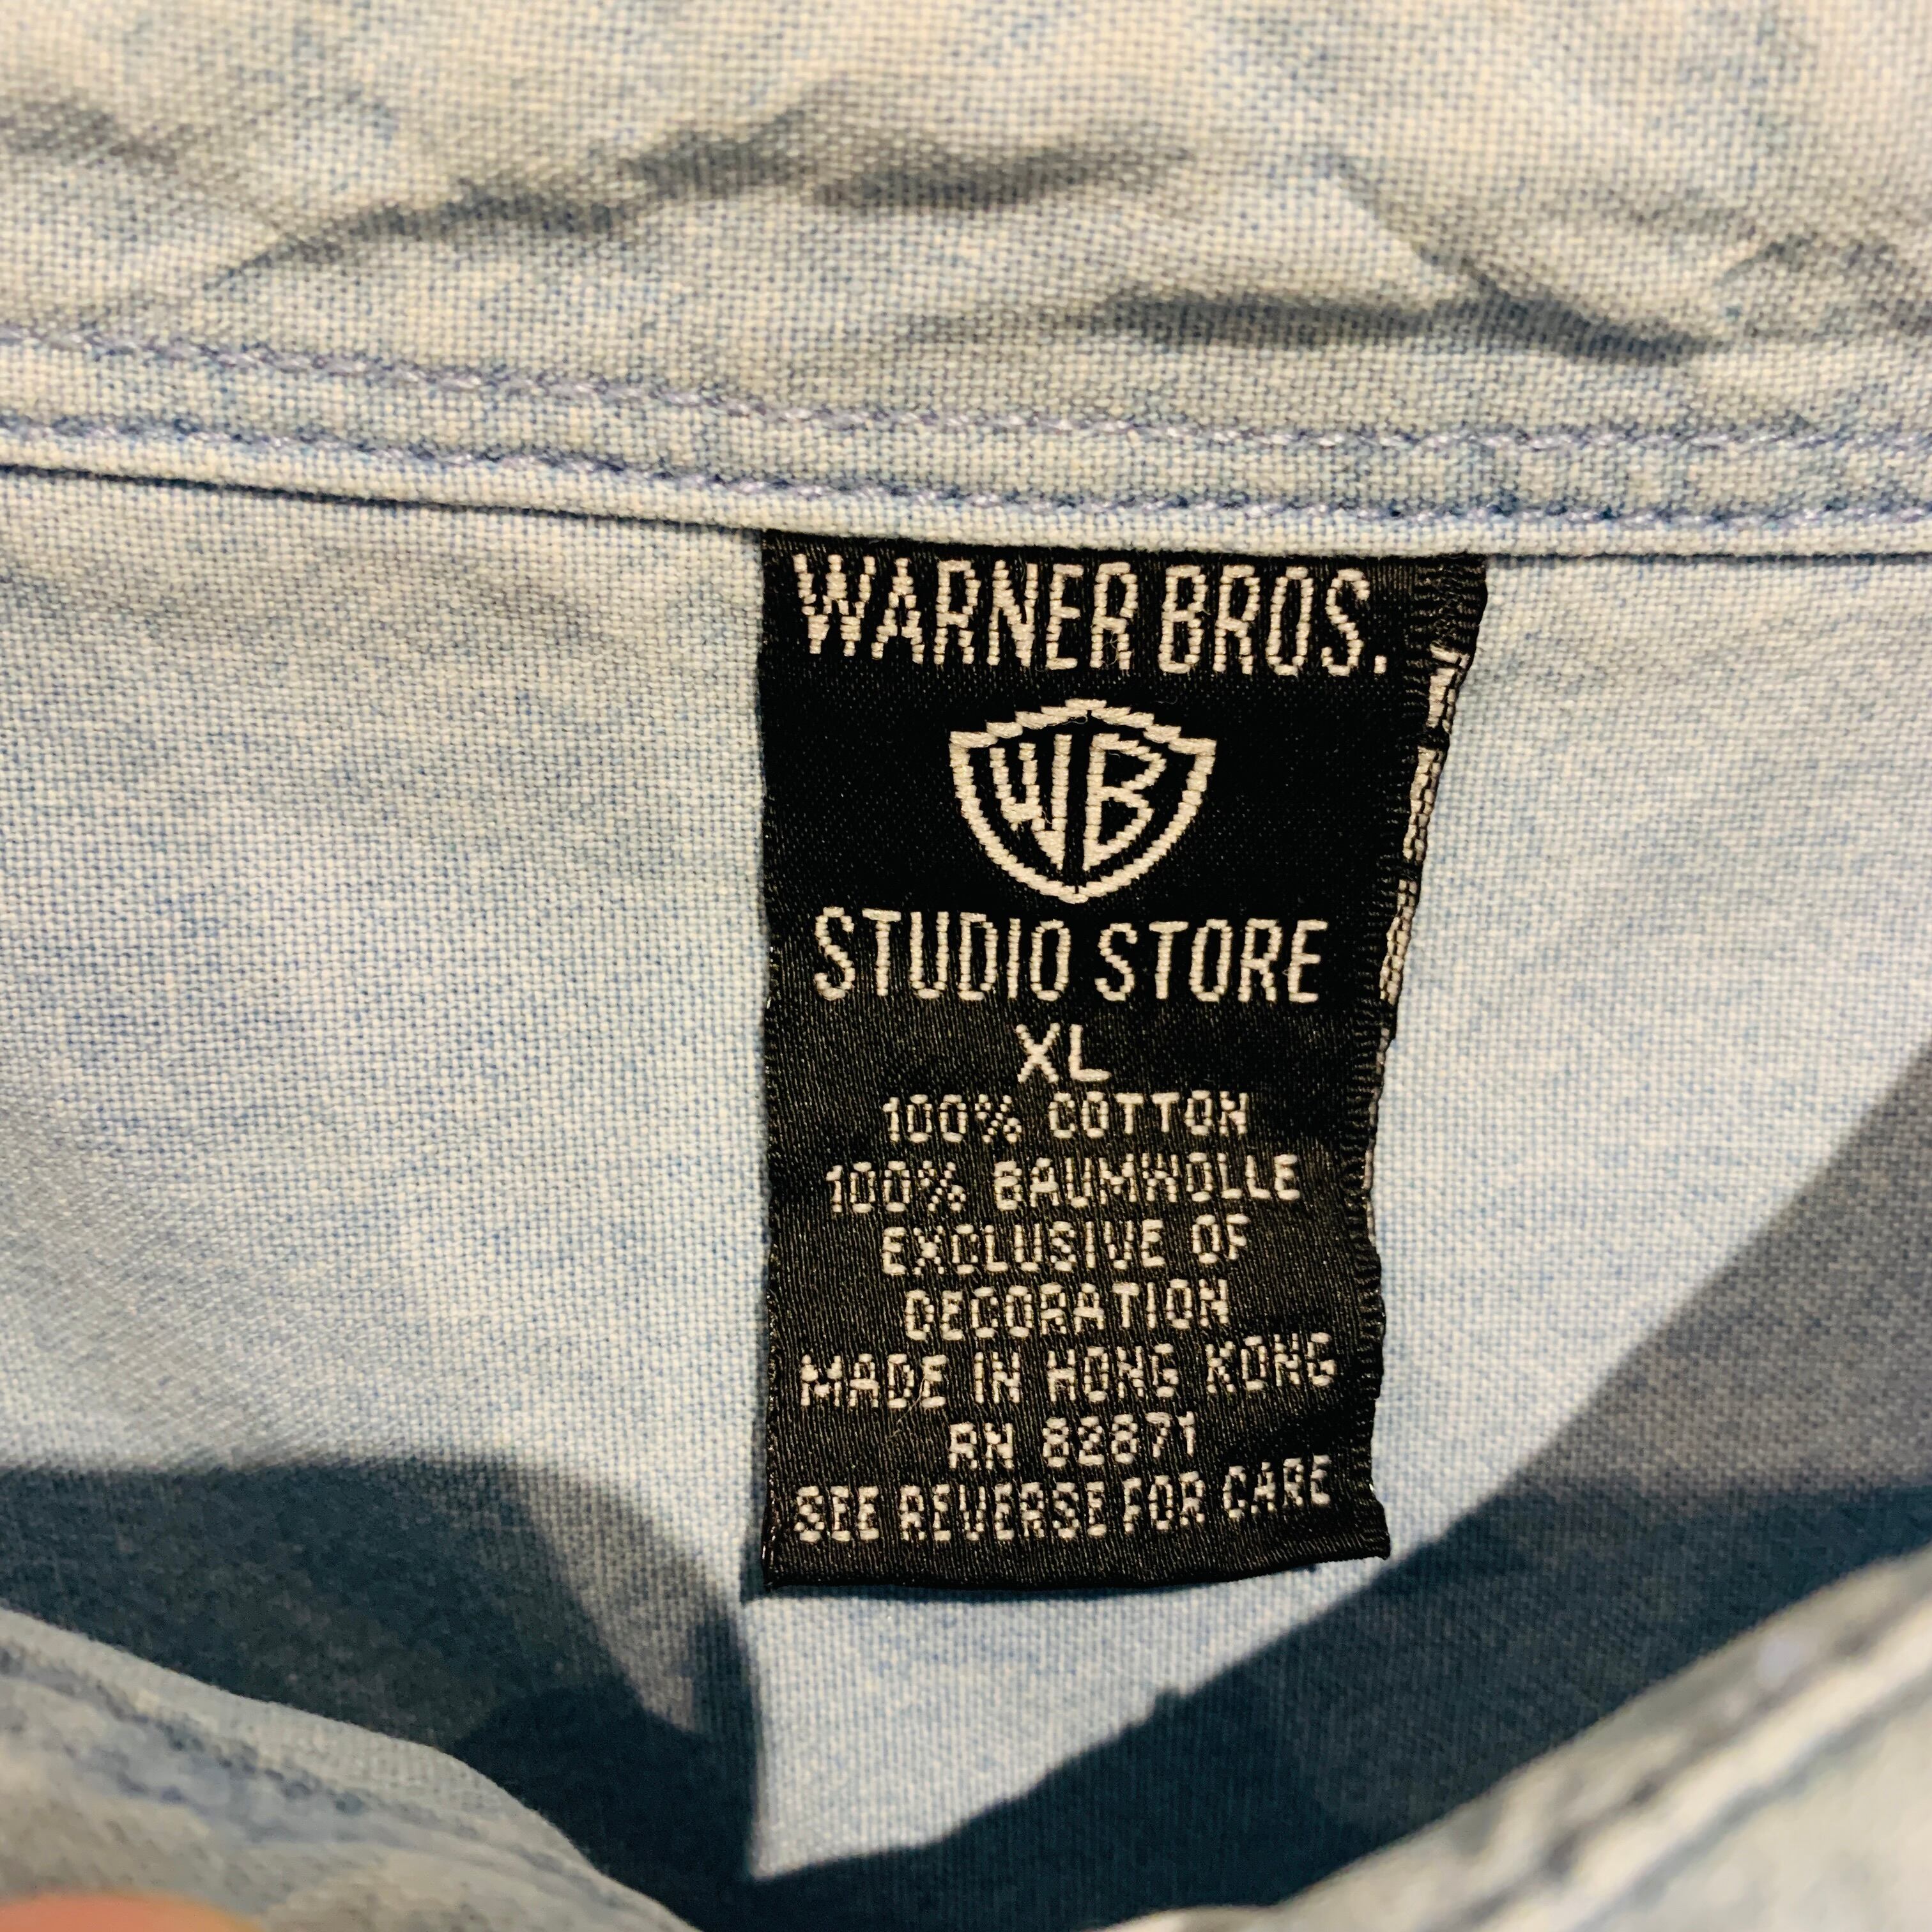 WARNER BROS.
WB
STUDIO STORE
XL
100% COTTON
100% BAUMWOLLE
EXCLUSIVE OF
DECORATION
MADE IN HONG KONG
RN 82871
SEE REVERSE FOR CARE